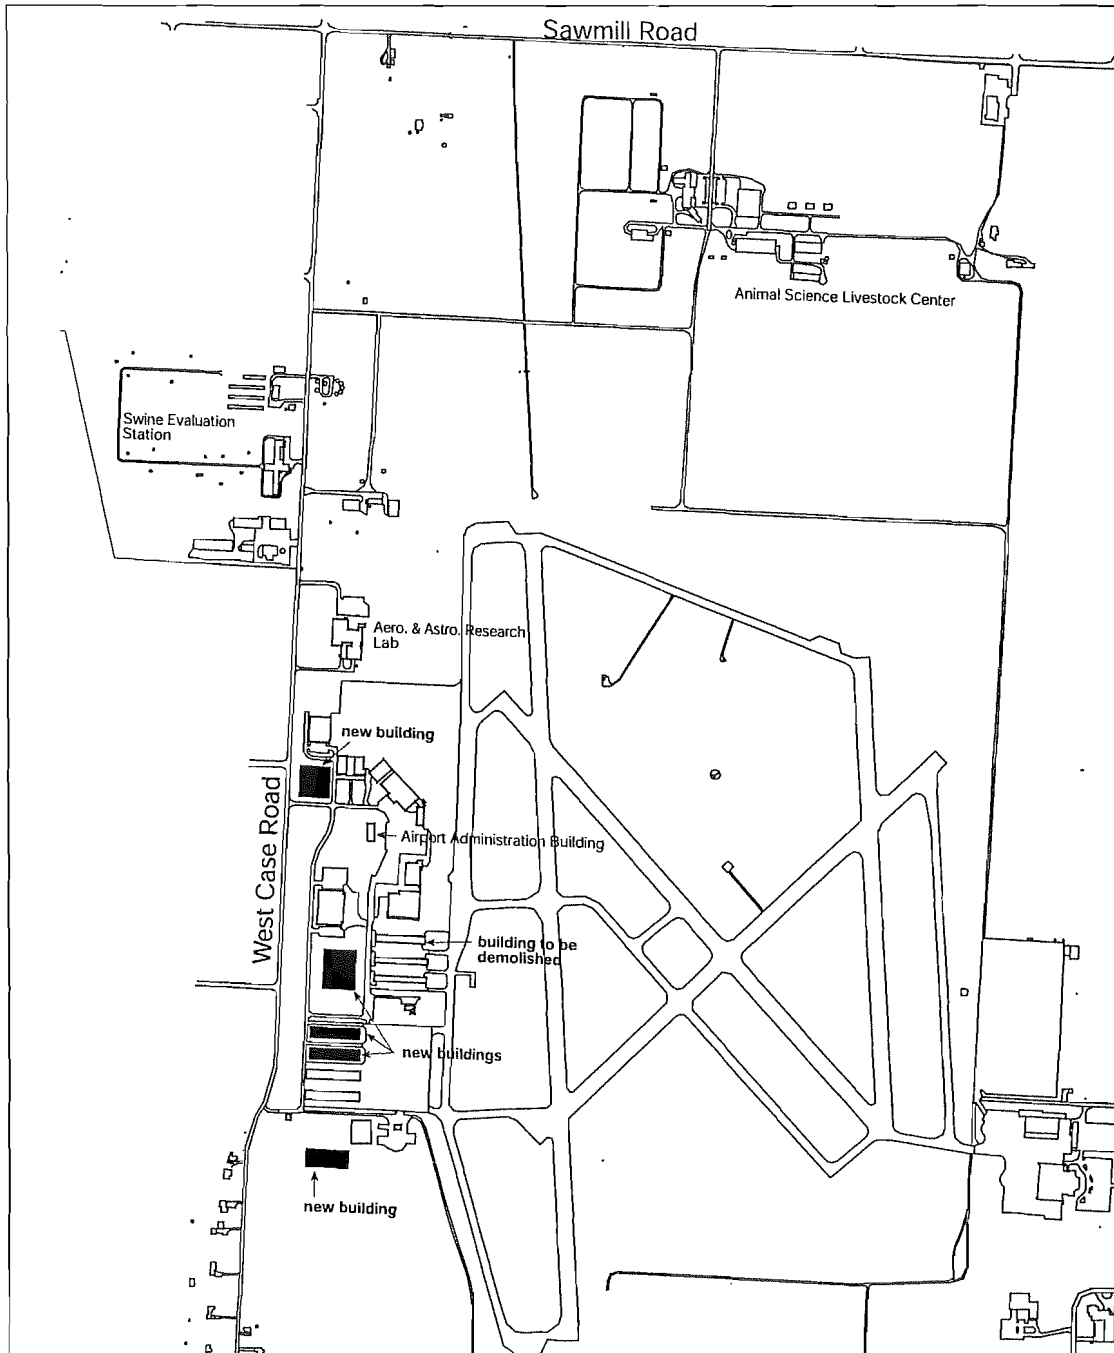 Sawmill Road
Animal Science Livestock Center
Swine Evaluation
Station
Aero. & Astro. Research
Lab
new building
West Case Road
Airport Administration Building
building to be
demolished
new buildings
new building